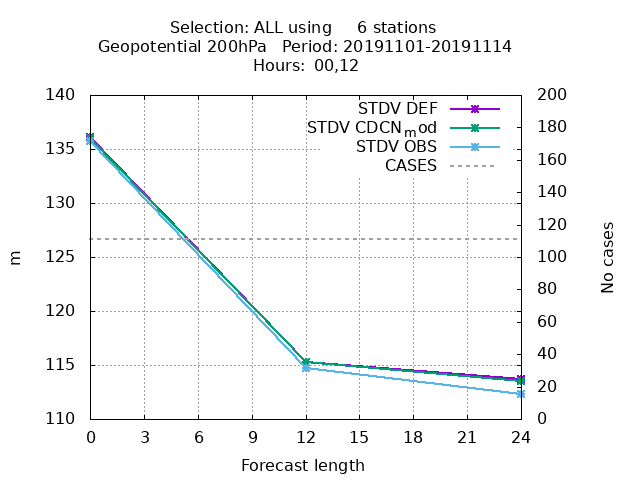 Selection: ALL using     6 stations
Geopotential 200hPa   Period: 20191101-20191114
Hours:  00,12
140
135
130
125
120
115
110
m
200
180
160
140
120
100
80
60
40
20
0
No cases
STDV DEF
STDV CDCNmod
STDV OBS
CASES
0 3 6 9 12 15 18 21 24
Forecast length